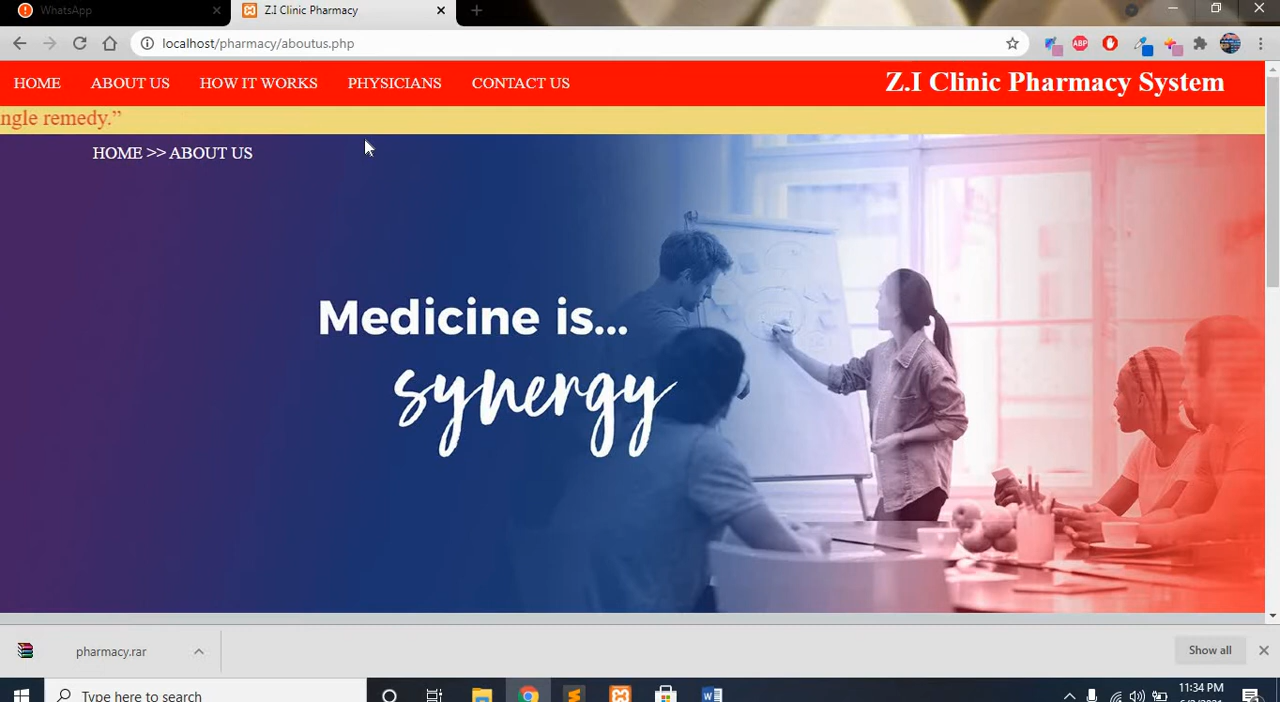 WhatsApp
Z.I Clinic Pharmacy
localhost/pharmacy/aboutus.php
ABP
HOME ABOUT US HOW IT WORKS PHYSICIANS CONTACT US Z.I Clinic Pharmacy System
ngle remedy.”
HOME >> ABOUT US
Medicine is...
synergy
pharmacy.rar
Show all
Type here to search
11:34 PM